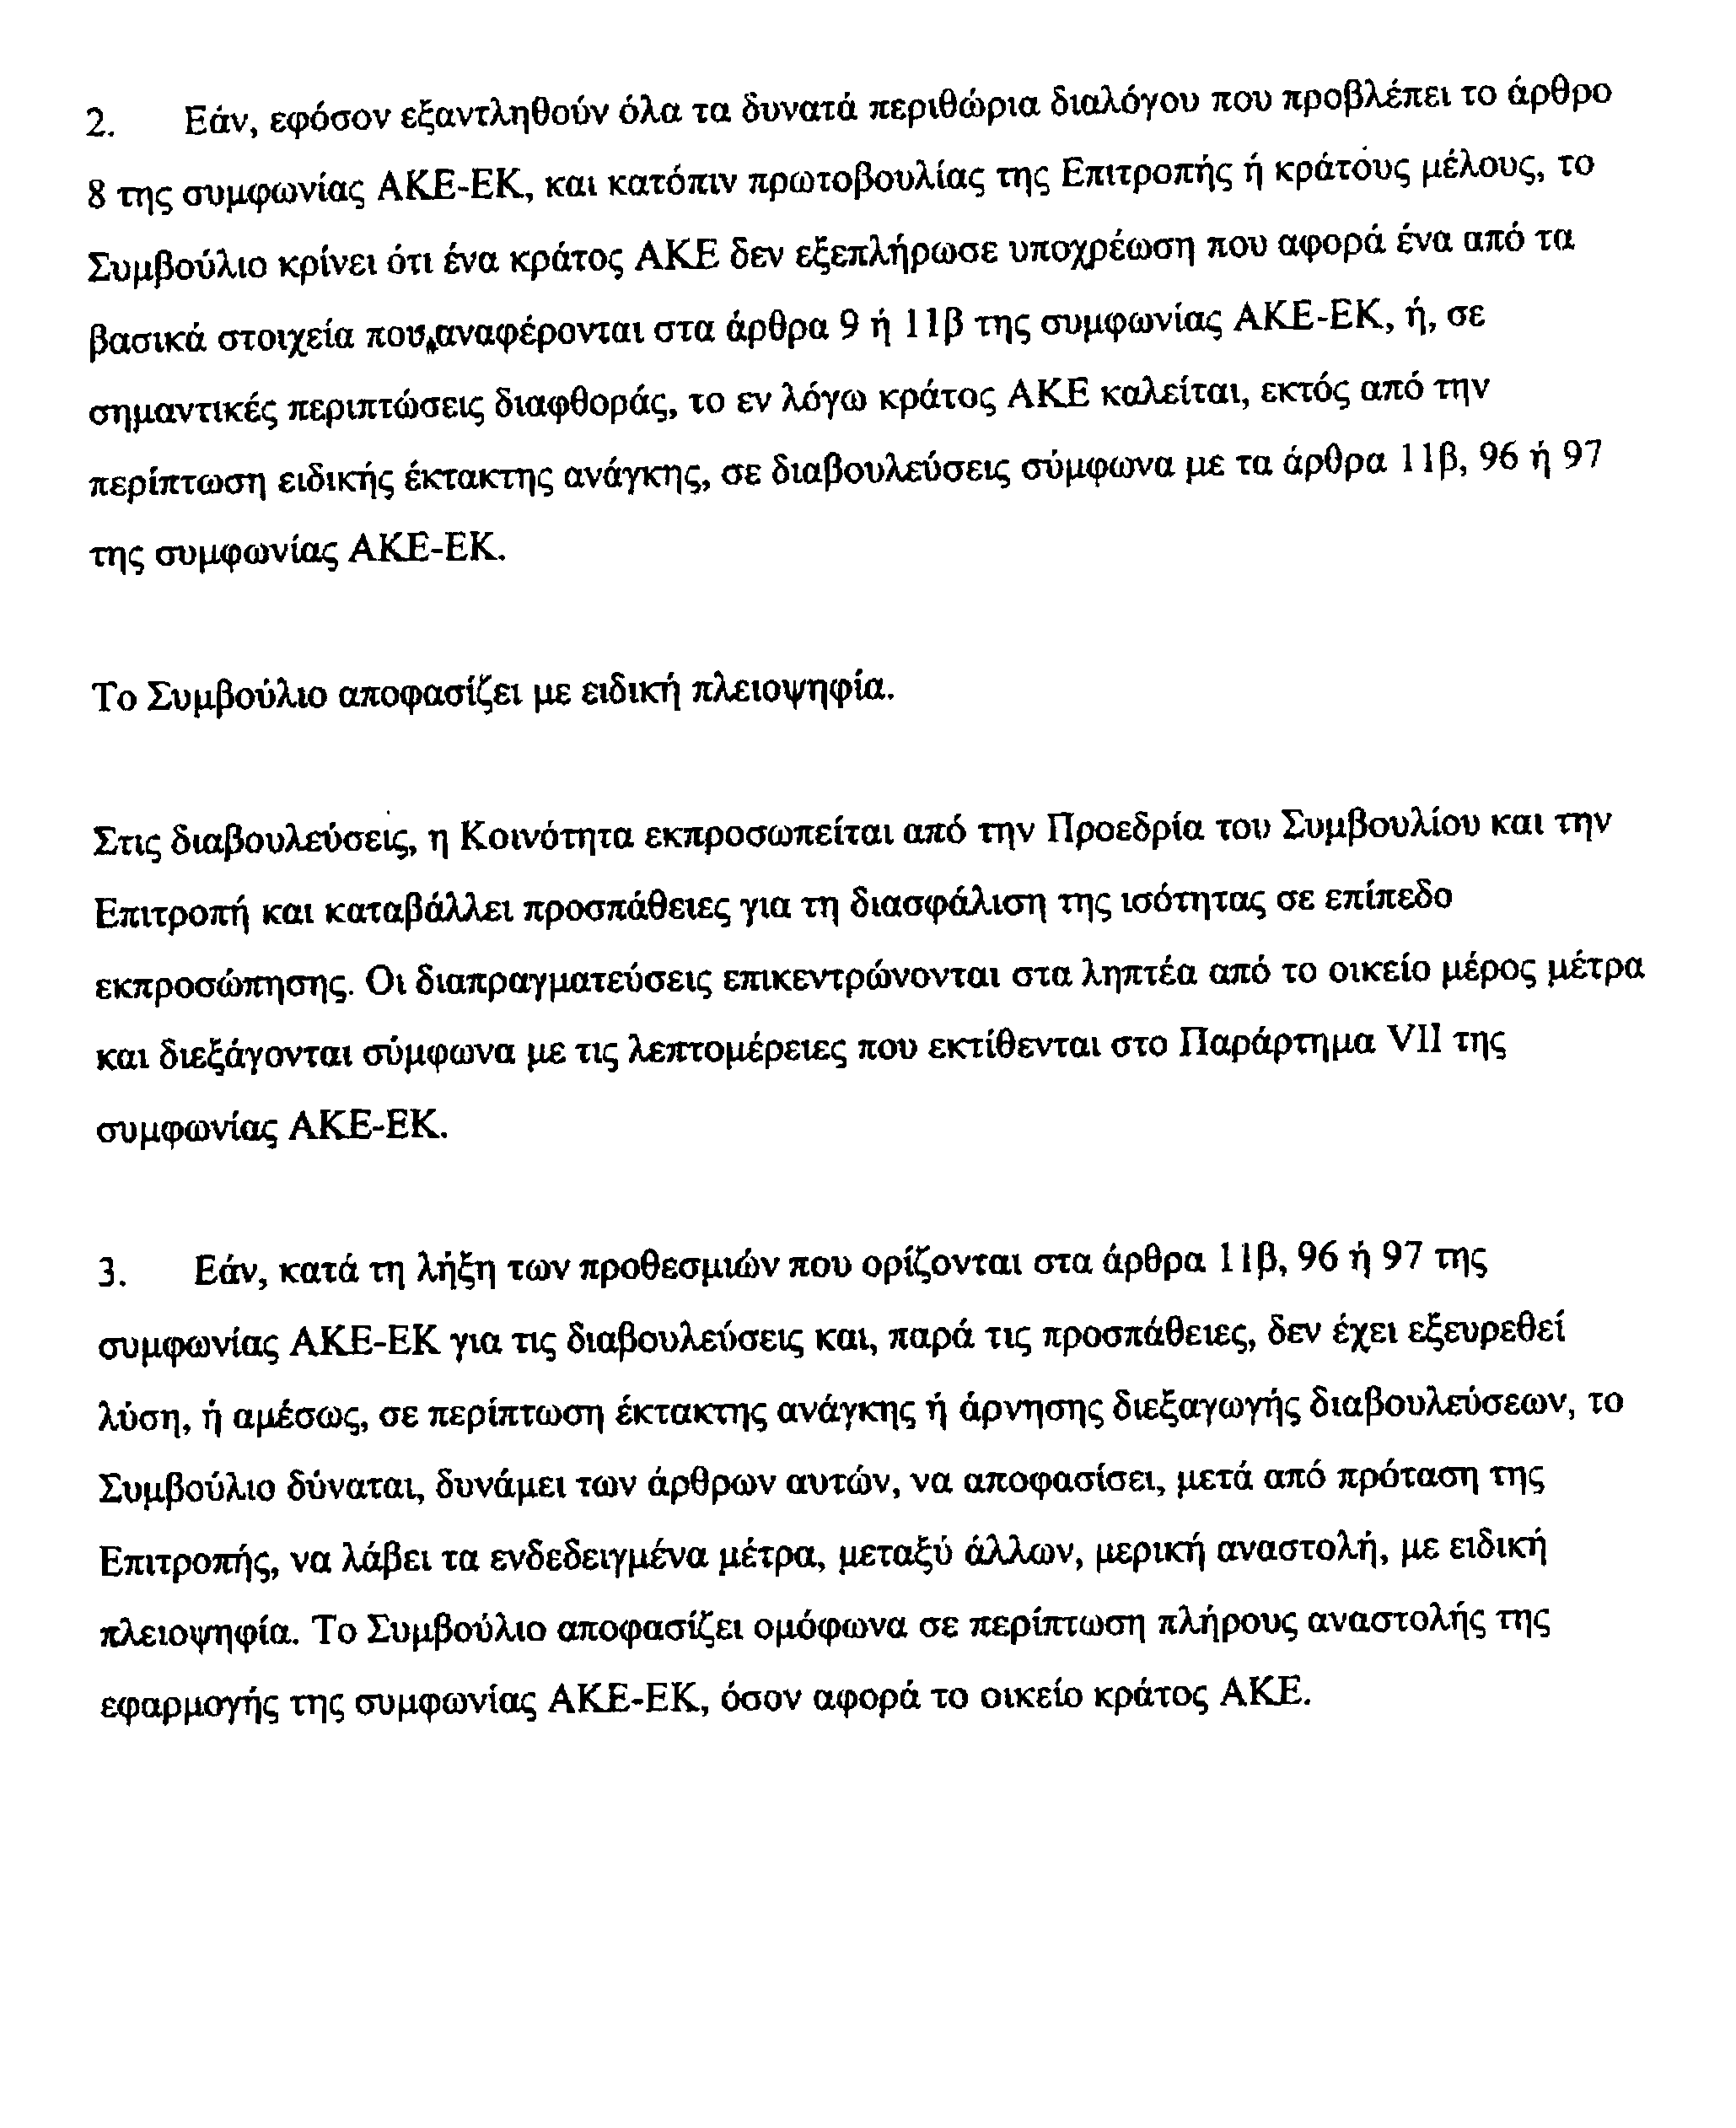 2. Εάν, εφόσον εξαντληθούν όλα τα δυνατά περιθώρια διαλόγου που προβλέπει το άρθρο
8 της συμφωνίας ΑΚΕ-ΕΚ, και κατόπιν πρωτοβουλίας της Επιτροπής ή κράτους μέλους, το
Συμβούλιο κρίνει ότι ένα κράτος ΑΚΕ δεν εξεπλήρωσε υποχρέωση που αφορά ένα από τα
βασικά στοιχεία που αναφέρονται στα άρθρα 9 ή 11β της συμφωνίας ΑΚΕ-ΕΚ, ή, σε
σημαντικές περιπτώσεις διαφθοράς, το εν λόγω κράτος ΑΚΕ καλείται, εκτός από την
περίπτωση ειδικής έκτακτης ανάγκης, σε διαβουλεύσεις σύμφωνα με τα άρθρα 11β, 96 ή 97
της συμφωνίας ΑΚΕ-ΕΚ.
Το Συμβούλιο αποφασίζει με ειδική πλειοψηφία.
Στις διαβουλεύσεις, η Κοινότητα εκπροσωπείται από την Προεδρία του Συμβουλίου και την
Επιτροπή και καταβάλλει προσπάθειες για τη διασφάλιση της ισότητας σε επίπεδο
εκπροσώπησης. Οι διαπραγματεύσεις επικεντρώνονται στα ληπτέα από το οικείο μέρος μέτρα
και διεξάγονται σύμφωνα με τις λεπτομέρειες που εκτίθενται στο Παράρτημα VII της
συμφωνίας ΑΚΕ-ΕΚ.
3. Εάν, κατά τη λήξη των προθεσμιών που ορίζονται στα άρθρα 11β, 96 ή 97 της
συμφωνίας ΑΚΕ-ΕΚ για τις διαβουλεύσεις και, παρά τις προσπάθειες, δεν έχει εξευρεθεί
λύση, ή αμέσως, σε περίπτωση έκτακτης ανάγκης ή άρνησης διεξαγωγής διαβουλεύσεων, το
Συμβούλιο δύναται, δυνάμει των άρθρων αυτών, να αποφασίσει, μετά από πρόταση της
Επιτροπής, να λάβει τα ενδεδειγμένα μέτρα, μεταξύ άλλων, μερική αναστολή, με ειδική
πλειοψηφία. Το Συμβούλιο αποφασίζει ομόφωνα σε περίπτωση πλήρους αναστολής της
εφαρμογής της συμφωνίας ΑΚΕ-ΕΚ, όσον αφορά το οικείο κράτος ΑΚΕ.